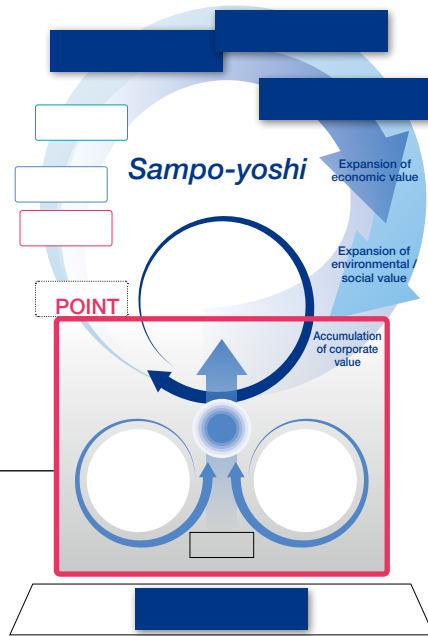 Sampo-yoshi
Expansion of
economic value
Expansion of
environmental /
social value
POINT
Accumulation
of corporate
value